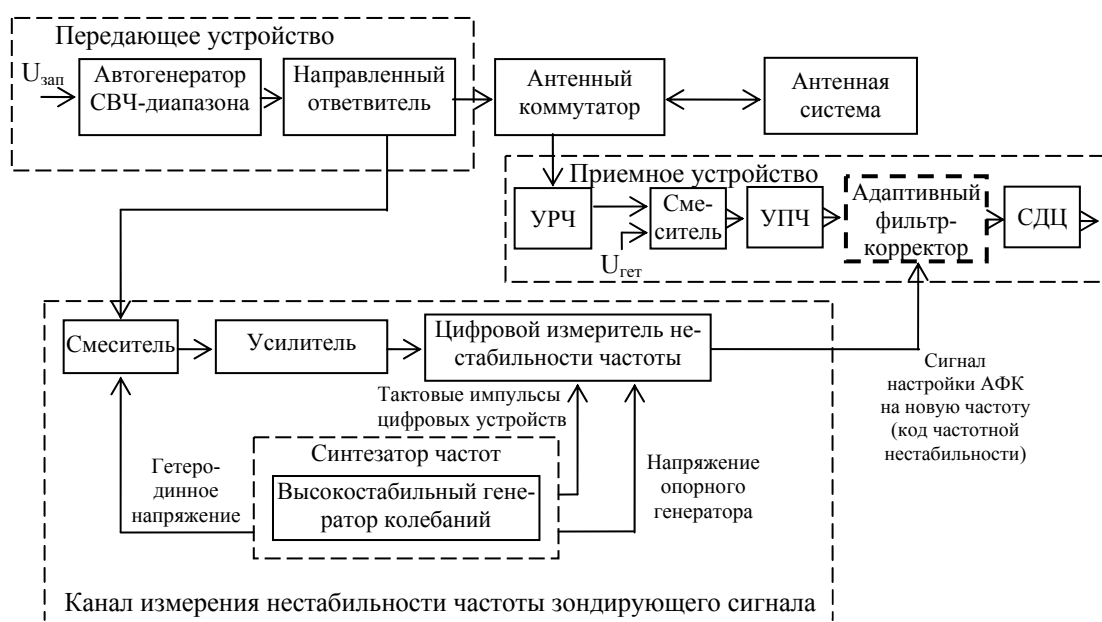 Передающее устройство
Uзап
Автогенератор
СВЧ-диапазона
Направленный
ответвитель
Антенный
коммутатор
Антенная
система
Приемное устройство
УРЧ
Сме-
ситель
Uгет
УПЧ
Адаптивный
фильтр-
корректор
СДЦ
Смеситель
Усилитель
Цифровой измеритель не-
стабильности частоты
Сигнал
настройки АФК
на новую частоту
(код частотной
нестабильности)
Тактовые импульсы
цифровых устройств
Гетеро-
динное
напряжение
Синтезатор частот
Высокостабильный гене-
ратор колебаний
Напряжение
опорного
генератора
Канал измерения нестабильности частоты зондирующего сигнала